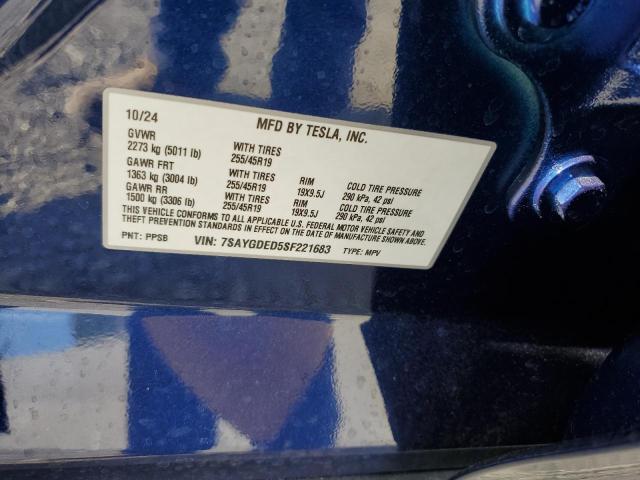 10/24
MFD BY TESLA, INC.
GVWR
2273 kg (5011 lb) WITH TIRES 255/45R19
GAWR FRT
1363 kg (3004 lb) WITH TIRES 255/45R19 RIM 19X9.5J COLD TIRE PRESSURE 290 kPa, 42 psi
GAWR RR
1500 kg (3306 lb) WITH TIRES 255/45R19 RIM 19X9.5J COLD TIRE PRESSURE 290 kPa, 42 psi
THIS VEHICLE CONFORMS TO ALL APPLICABLE U.S. FEDERAL MOTOR VEHICLE SAFETY AND
THEFT PREVENTION STANDARDS IN EFFECT ON THE DATE OF MANUFACTURE SHOWN ABOVE.
PNT: PPSB VIN: 7SAYGDED5SF221683 TYPE: MPV